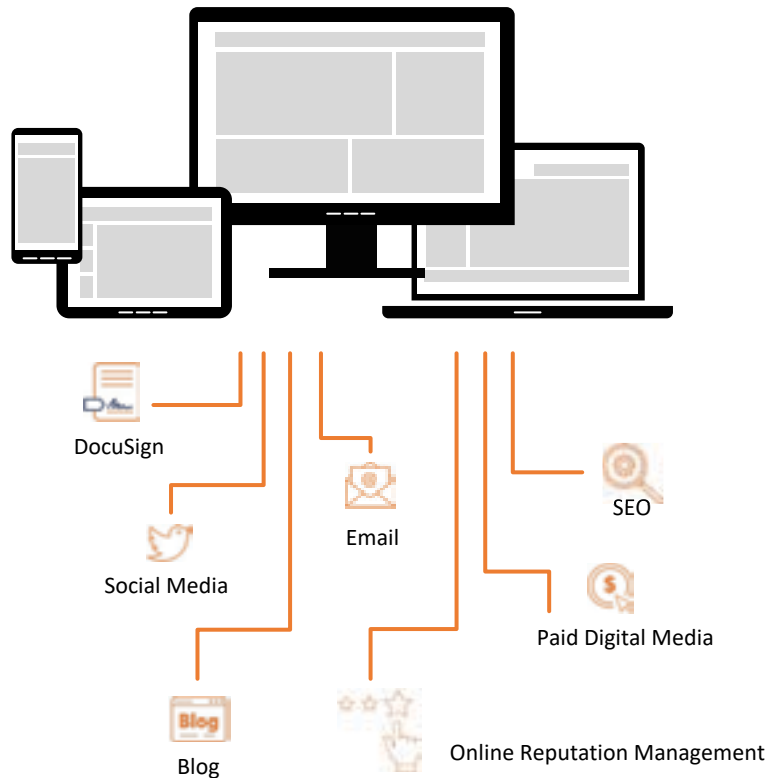 DocuSign
SEO
Email
Social Media
Paid Digital Media
Blog
Online Reputation Management
Blog